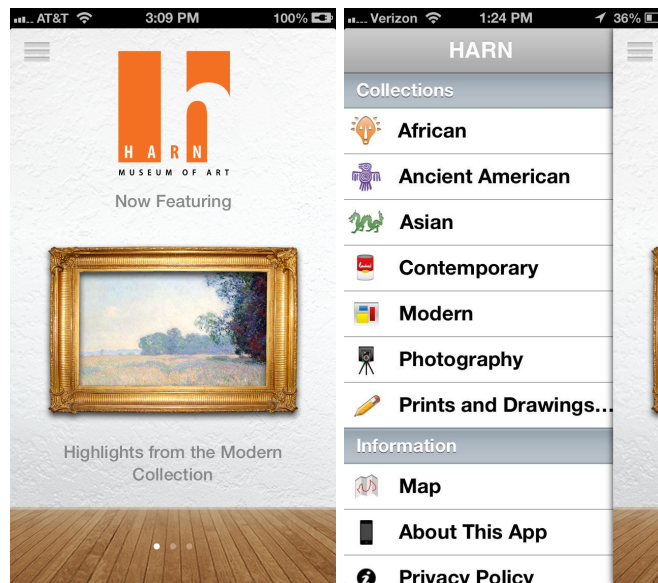 AT&T 3:09 PM 100%
HARN
MUSEUM OF ART
Now Featuring
Highlights from the Modern
Collection
Verizon 1:24 PM 36%
HARN
Collections
African
Ancient American
Asian
Contemporary
Modern
Photography
Prints and Drawings...
Information
Map
About This App
Privacy Policy